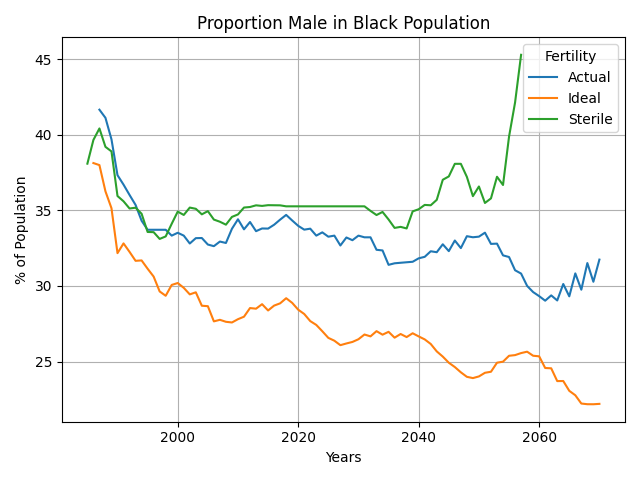 Proportion Male in Black Population
% of Population
45
40
35
30
25
Fertility
Actual
Ideal
Sterile
2000
2020
2040
2060
Years